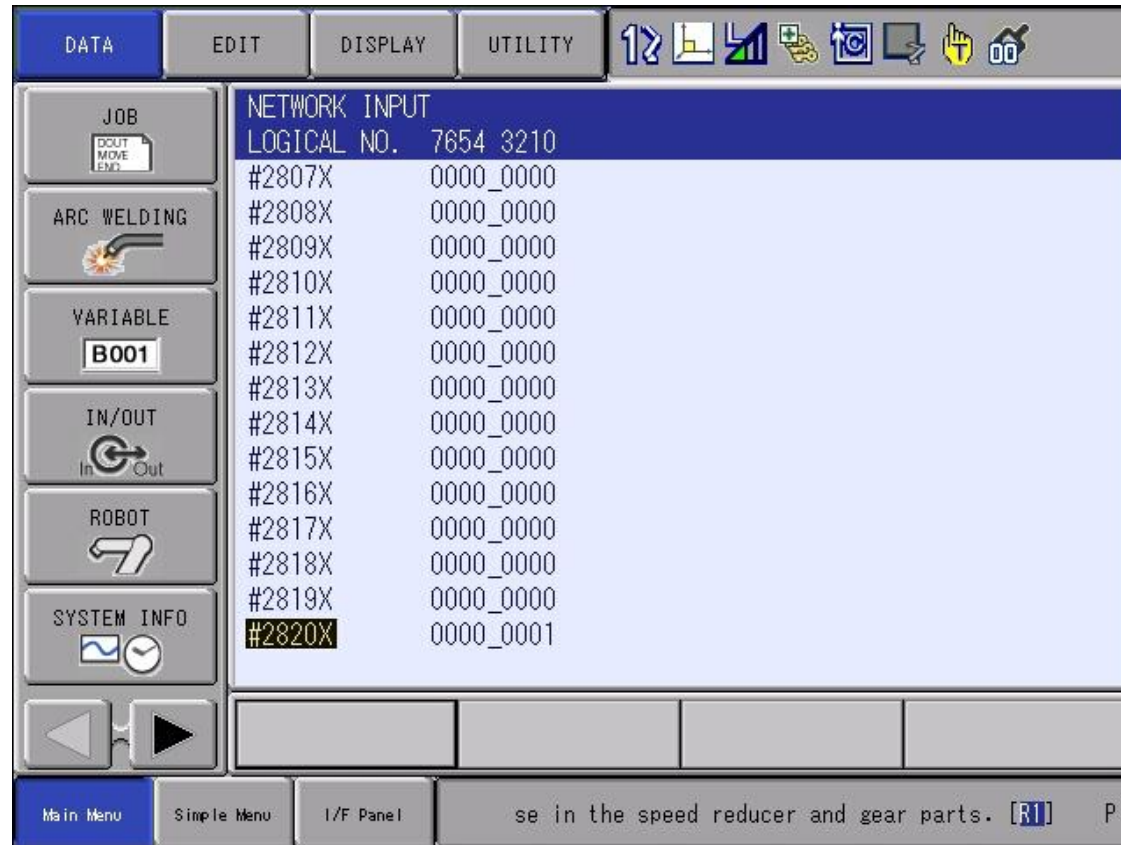 DATA
EDIT
DISPLAY
UTILITY
JOB
DOUT
MOVE
END
ARC WELDING
VARIABLE
B001
IN/OUT
In Out
ROBOT
SYSTEM INFO
NETWORK INPUT
LOGICAL NO. 7654 3210
#2807X 0000_0000
#2808X 0000_0000
#2809X 0000_0000
#2810X 0000_0000
#2811X 0000_0000
#2812X 0000_0000
#2813X 0000_0000
#2814X 0000_0000
#2815X 0000_0000
#2816X 0000_0000
#2817X 0000_0000
#2818X 0000_0000
#2819X 0000_0000
#2820X 0000_0001
Main Menu
Simple Menu
I/F Panel
se in the speed reducer and gear parts. [R1] P